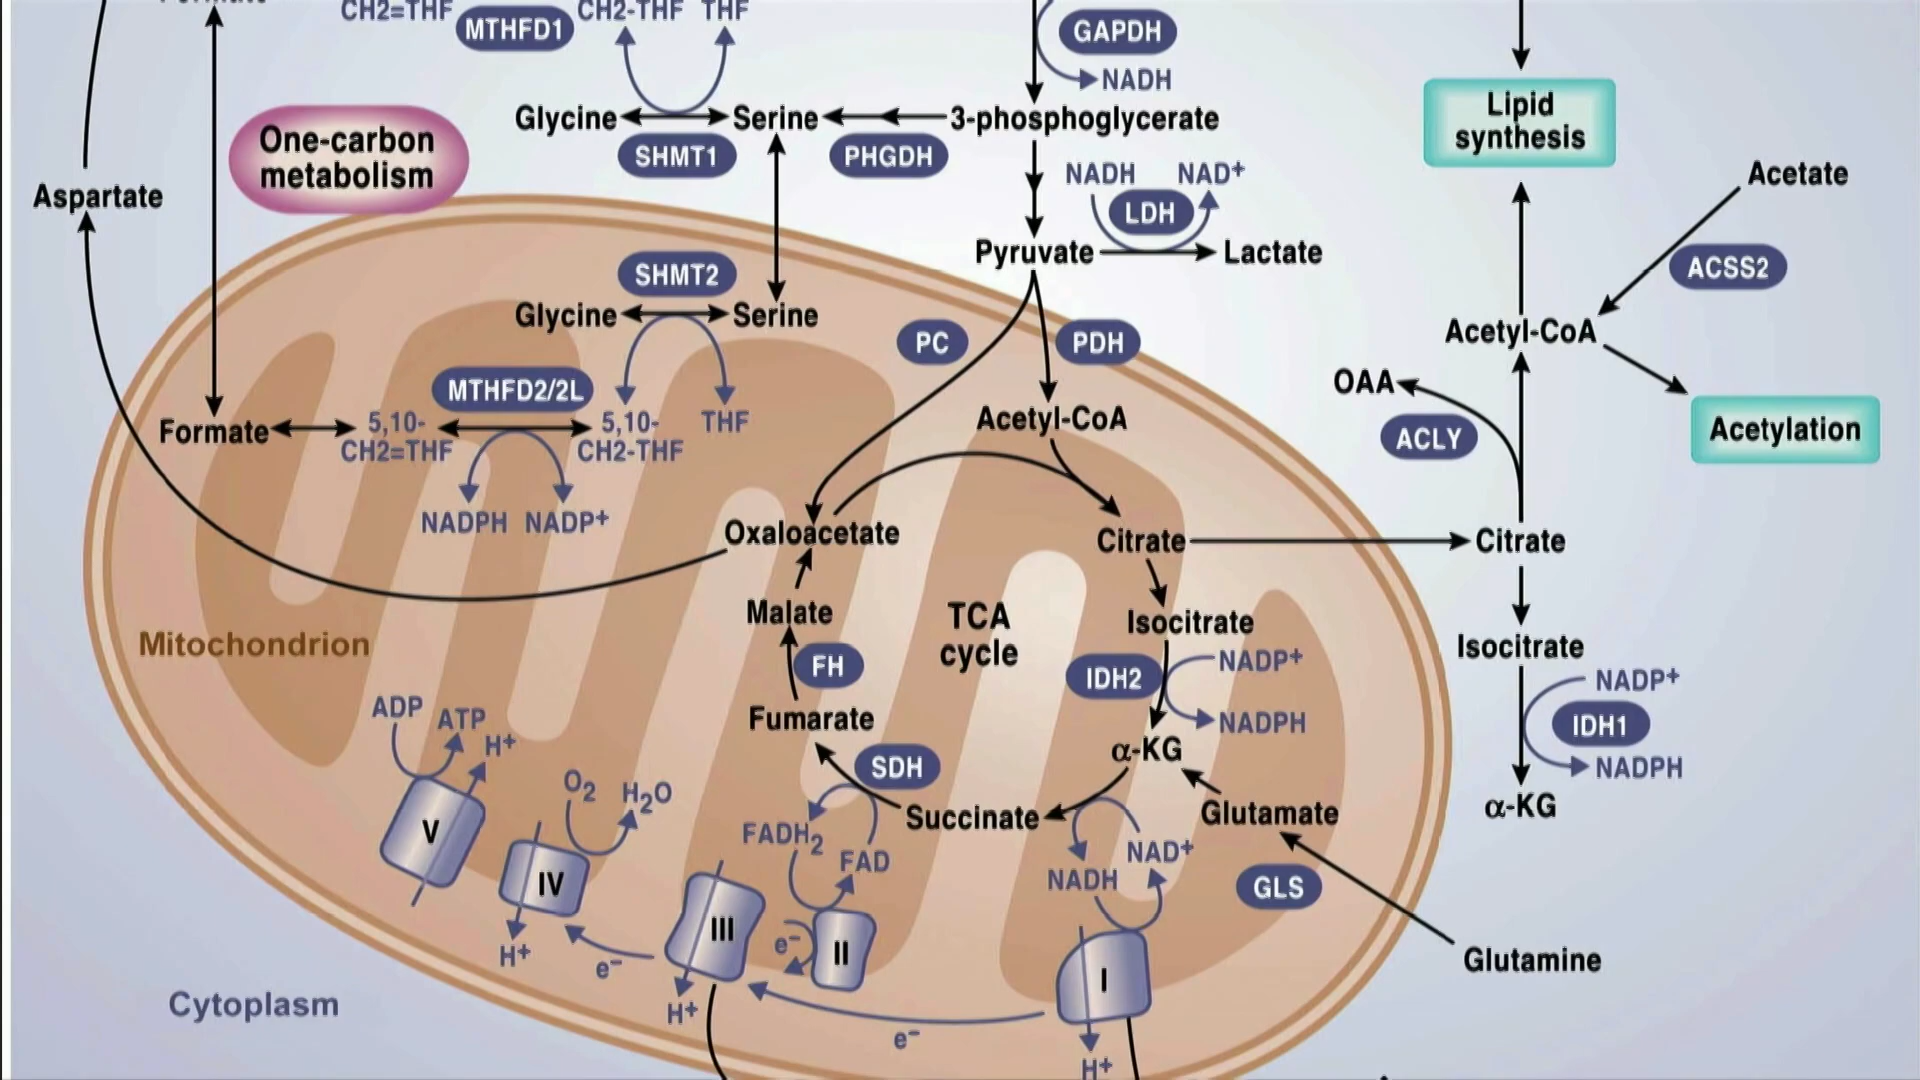 CH2=THF
MTHFD1
CH2-THF
THF
GAPDH
NADH
Glycine
Serine
3-phosphoglycerate
SHMT1
PHGDH
One-carbon
metabolism
Lipid
synthesis
Aspartate
NADH
NAD+
LDH
Acetate
Pyruvate
Lactate
ACSS2
SHMT2
Glycine
Serine
PC
PDH
Acetyl-CoA
OAA
MTHFD2/2L
Formate
5,10-
CH2=THF
5,10-
CH2-THF
THF
Acetyl-CoA
ACLY
Acetylation
NADPH
NADP+
Oxaloacetate
Citrate
Citrate
Malate
TCA
cycle
Isocitrate
Isocitrate
Mitochondrion
FH
IDH2
NADP+
NADPH
NADP+
IDH1
NADPH
Fumarate
α-KG
α-KG
ADP
ATP
H+
SDH
O2
H2O
Succinate
Glutamate
V
FADH2
FAD
NADH
NAD+
GLS
IV
III
II
I
e-
H+
e-
Glutamine
Cytoplasm
H+
e-
H+